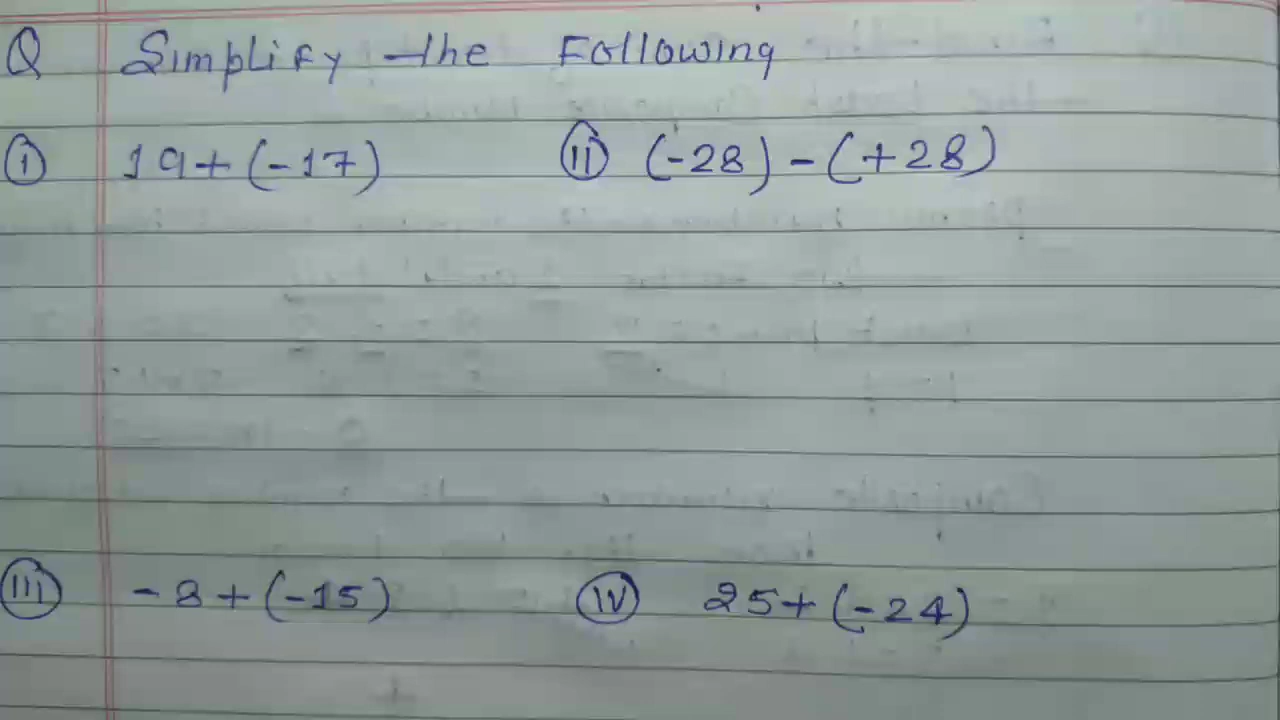 Q Simplify the Following
(I) 19+(-17) (II) (-28)-(+28)
(III) -8+(-15) (IV) 25+(-24)